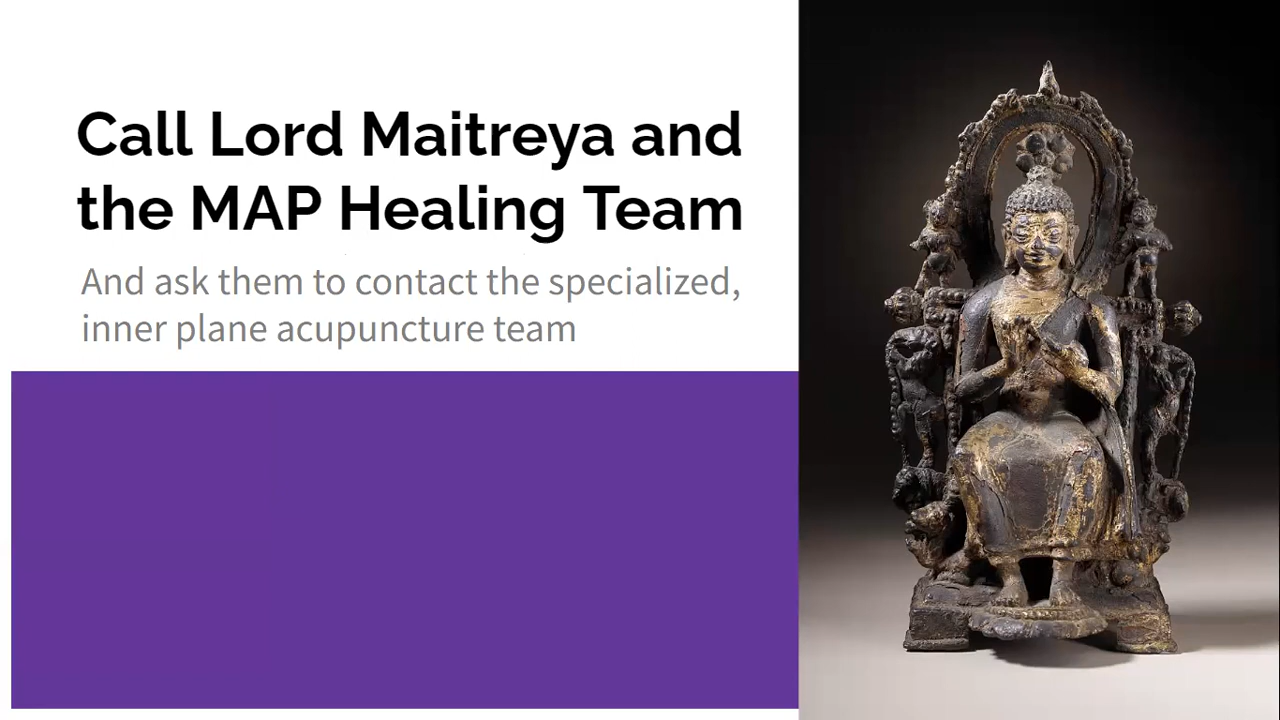 Call Lord Maitreya and
the MAP Healing Team
And ask them to contact the specialized,
inner plane acupuncture team